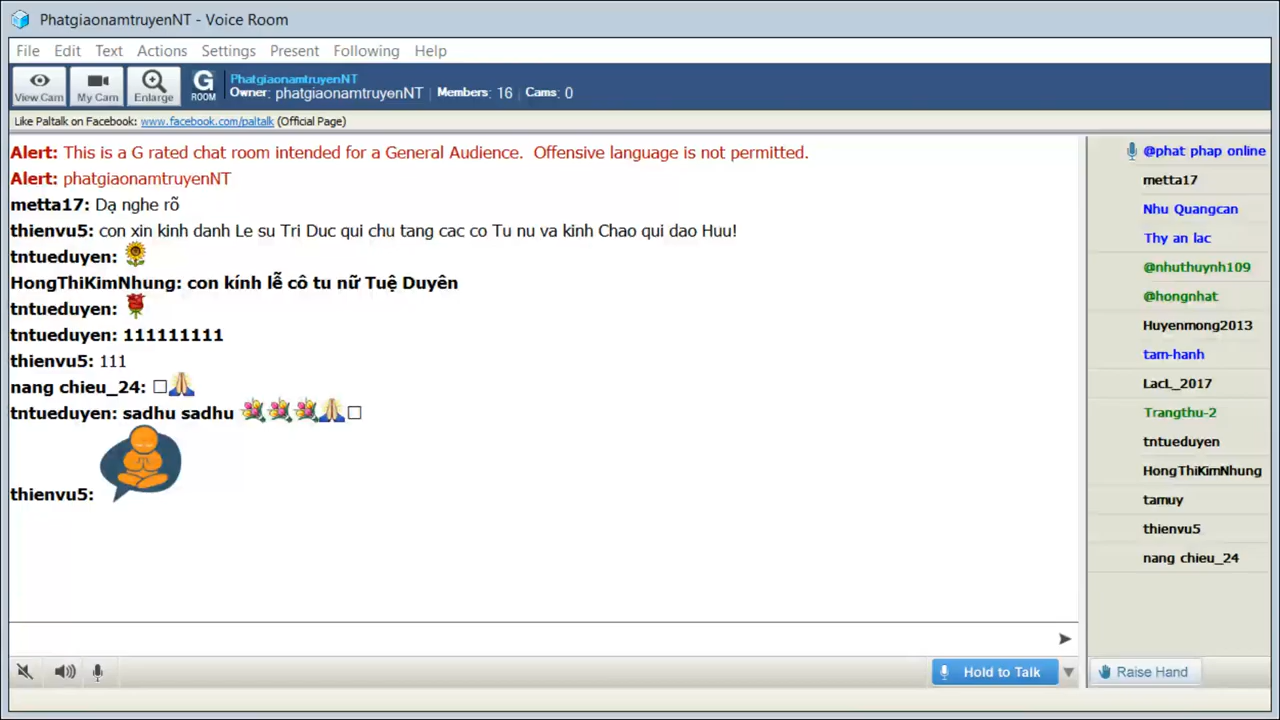 PhatgiaonamtruyenNT - Voice Room
File Edit Text Actions Settings Present Following Help
View Cam
My Cam
Enlarge
G
ROOM
PhatgiaonamtruyenNT
Owner: phatgiaonamtruyenNT | Members: 16 | Cams: 0
Like Paltalk on Facebook: www.facebook.com/paltalk (Official Page)
Alert: This is a G rated chat room intended for a General Audience.  Offensive language is not permitted.
Alert: phatgiaonamtruyenNT
metta17: Dạ nghe rõ
thienvu5: con xin kinh danh Le su Tri Duc qui chu tang cac co Tu nu va kinh Chao qui dao Huu!
tntueduyen:
HongThiKimNhung: con kính lễ cô tu nữ Tuệ Duyên
tntueduyen:
tntueduyen: 111111111
thienvu5: 111
nang chieu_24:
tntueduyen: sadhu sadhu
thienvu5:
@phat phap online
metta17
Nhu Quangcan
Thy an lac
@nhuthuynh109
@hongnhat
Huyenmong2013
tam-hanh
LacL_2017
Trangthu-2
tntueduyen
HongThiKimNhung
tamuy
thienvu5
nang chieu_24
Hold to Talk
Raise Hand